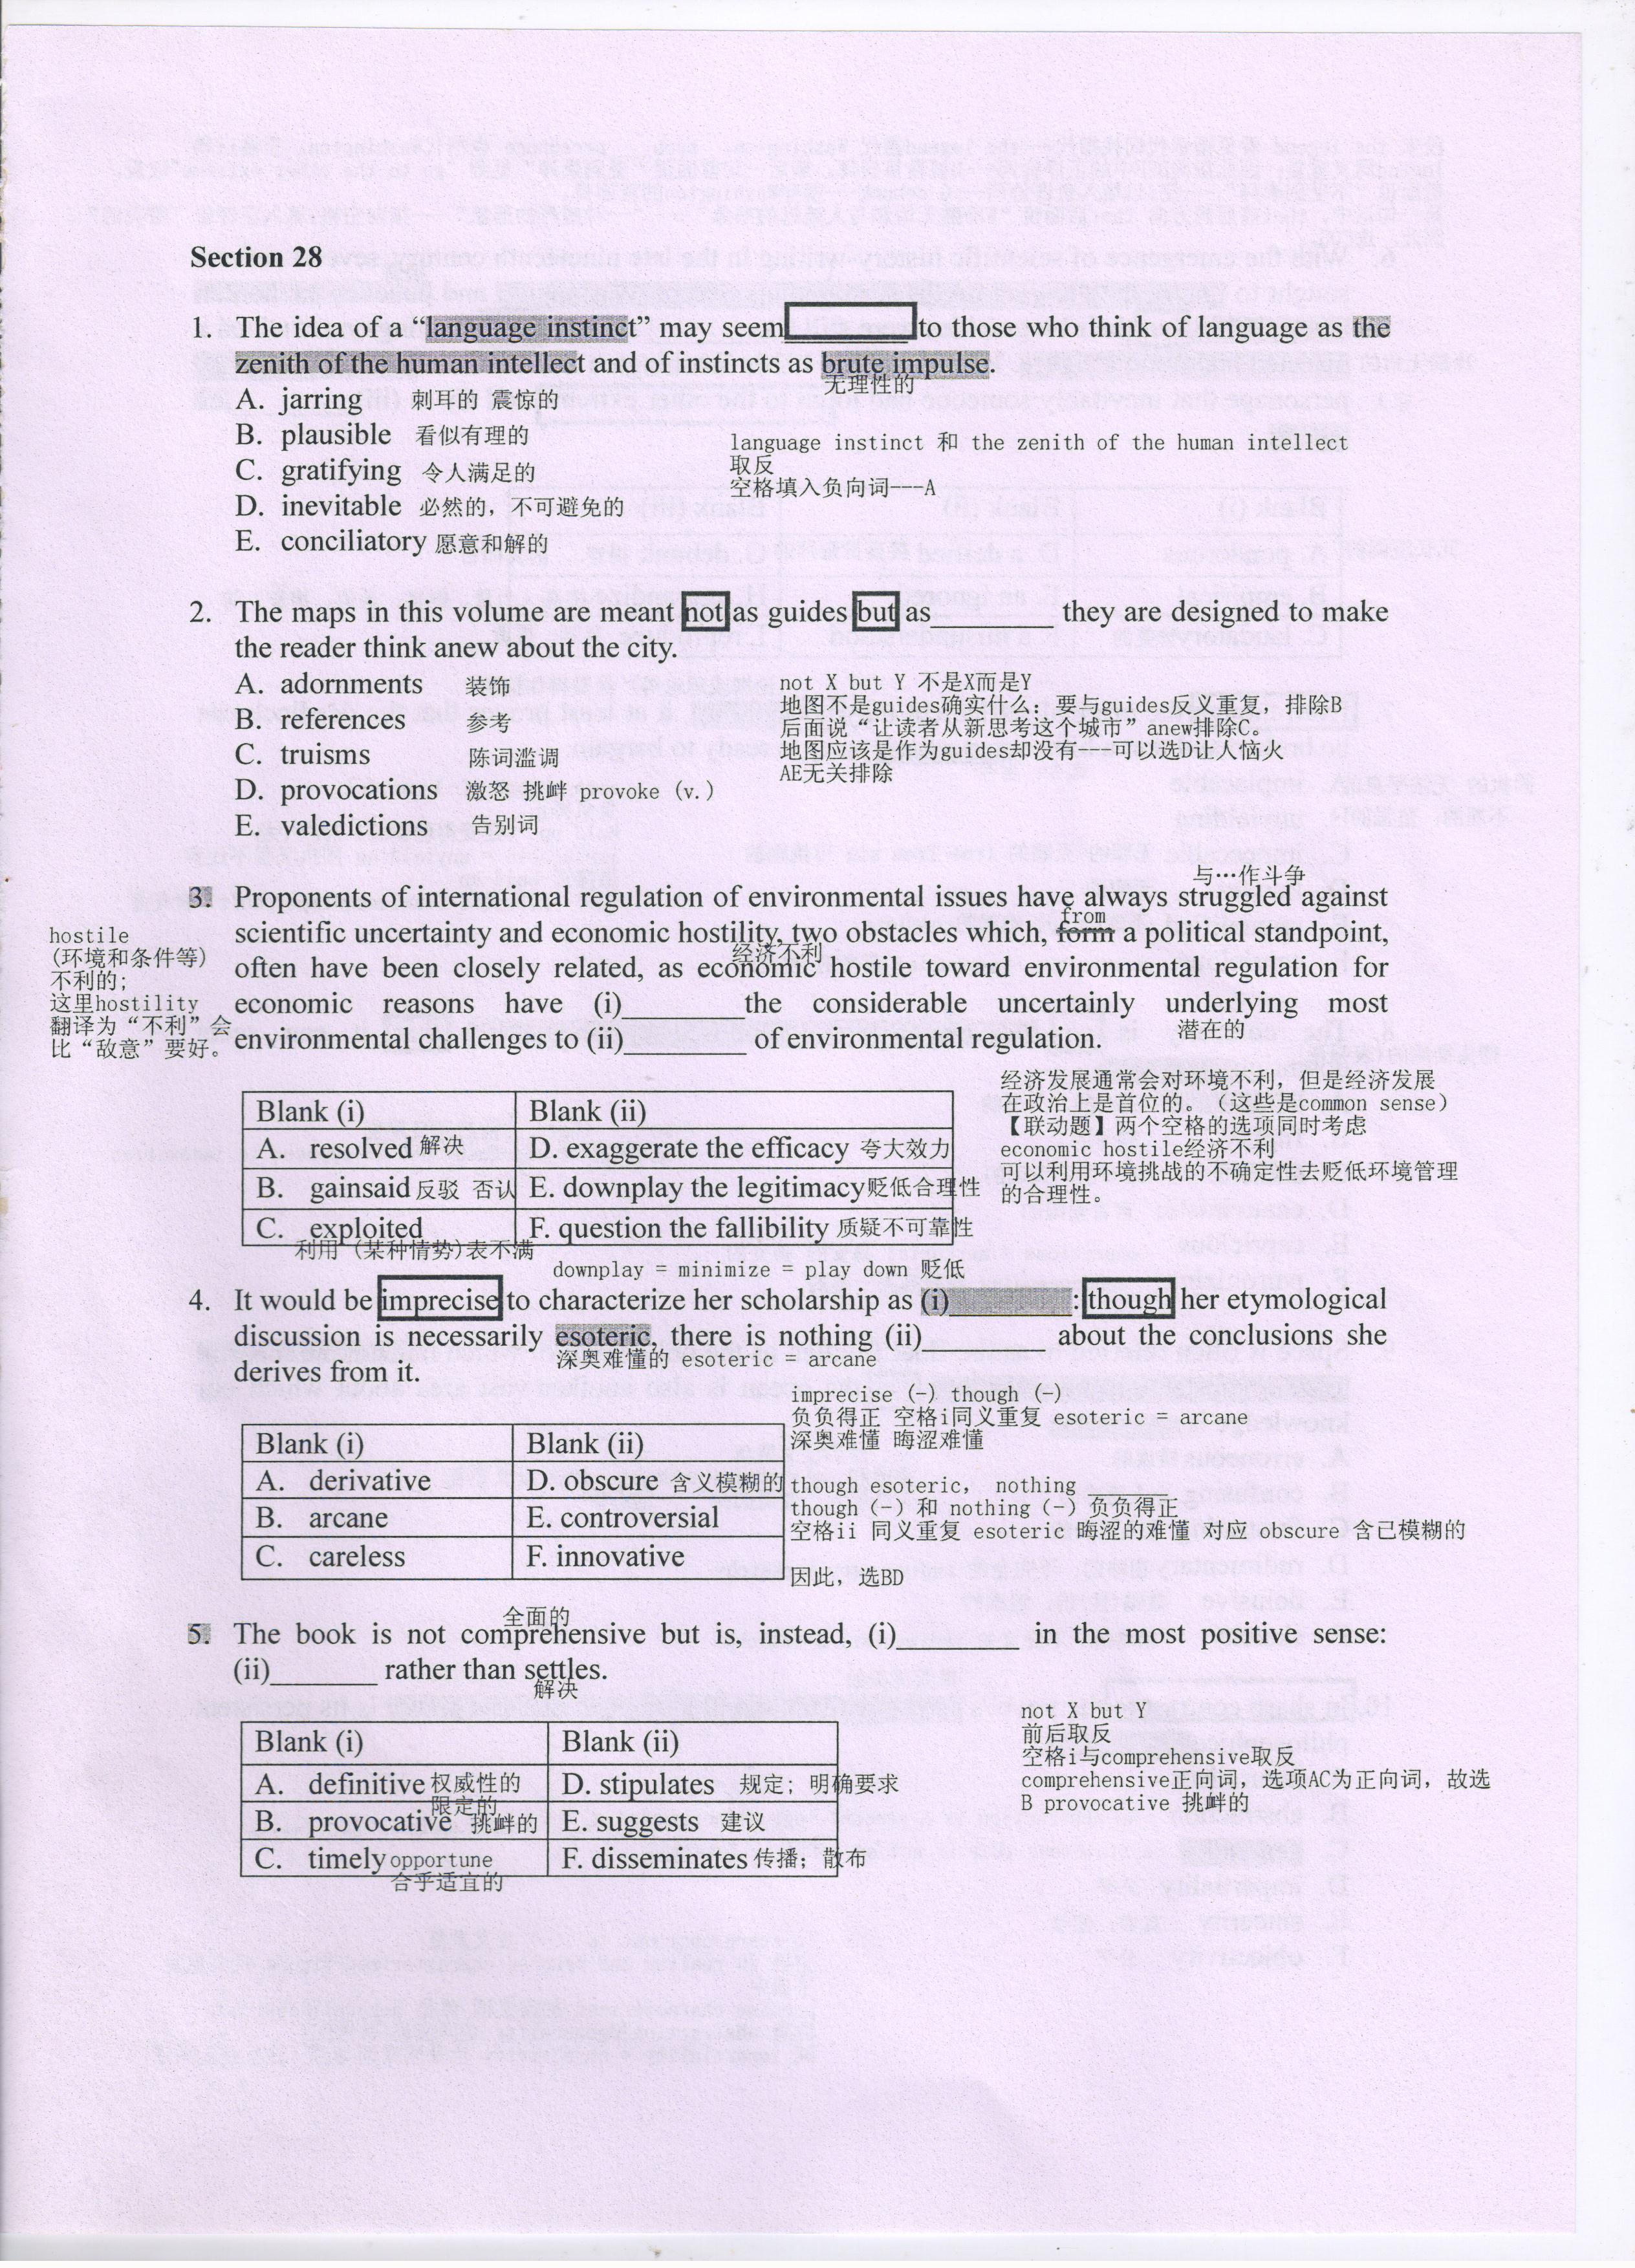 Section 28
1. The idea of a “language instinct” may seem to those who think of language as the
zenith of the human intellect and of instincts as brute impulse.
无理性的
A. jarring 刺耳的 震惊的
B. plausible 看似有理的
C. gratifying 令人满足的
D. inevitable 必然的, 不可避免的
E. conciliatory 愿意和解的
language instinct 和 the zenith of the human intellect
取反
空格填入负向词---A
2. The maps in this volume are meant not as guides but as_________ they are designed to make
the reader think anew about the city.
A. adornments 装饰
B. references 参考
C. truisms 陈词滥调
D. provocations 激怒 挑衅 provoke (v.)
E. valedictions 告别词
not X but Y 不是X而是Y
地图不是guides确实什么; 要与guides反义重复, 排除B
后面说“让读者从新思考这个城市”anew排除C。
地图应该是作为guides却没有---可以选D让人恼火
AE无关排除
与…作斗争
3. Proponents of international regulation of environmental issues have always struggled against
from
scientific uncertainty and economic hostility, two obstacles which, form a political standpoint,
经济不利
often have been closely related, as economic hostile toward environmental regulation for
economic reasons have (i)_________the considerable uncertainly underlying most
潜在的
environmental challenges to (ii)_________ of environmental regulation.
hostile
(环境和条件等)
不利的;
这里hostility
翻译为“不利”会
比“敌意”要好。
Blank (i) Blank (ii)
A. resolved 解决 D. exaggerate the efficacy 夸大效力
B. gainsaid 反驳 否认 E. downplay the legitimacy 贬低合理性
C. exploited F. question the fallibility 质疑不可靠性
利用 (某种情势)表不满
downplay = minimize = play down 贬低
经济发展通常会对环境不利, 但是经济发展
在政治上是首位的。(这些是common sense)
【联动题】两个空格的选项同时考虑
economic hostile经济不利
可以利用环境挑战的不确定性去贬低环境管理
的合理性。
4. It would be imprecise to characterize her scholarship as (i)_________: though her etymological
discussion is necessarily esoteric, there is nothing (ii)_________ about the conclusions she
深奥难懂的 esoteric = arcane
derives from it.
imprecise (-) though (-)
负负得正 空格i同义重复 esoteric = arcane
深奥难懂 晦涩难懂
though esoteric, nothing
though (-) 和 nothing (-) 负负得正
空格ii 同义重复 esoteric 晦涩的难懂 对应 obscure 含已模糊的
因此, 选BD
Blank (i) Blank (ii)
A. derivative D. obscure 含义模糊的
B. arcane E. controversial
C. careless F. innovative
全面的
5. The book is not comprehensive but is, instead, (i)_________ in the most positive sense:
(ii)________ rather than settles.
解决
Blank (i) Blank (ii)
A. definitive 权威性的 D. stipulates 规定; 明确要求
限定的
B. provocative 挑衅的 E. suggests 建议
C. timely opportune F. disseminates 传播; 散布
合乎适宜的
not X but Y
前后取反
空格i与comprehensive取反
comprehensive正向词, 选项AC为正向词, 故选
B provocative 挑衅的